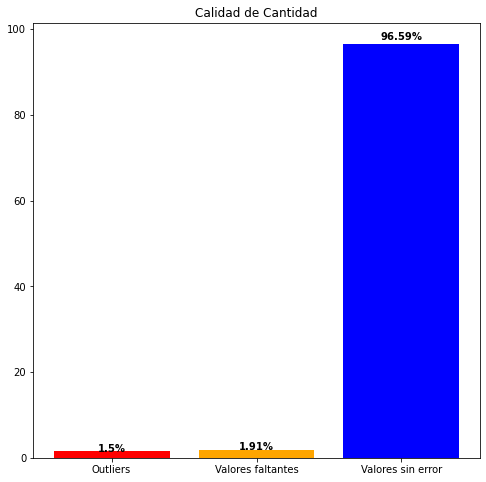 Calidad de Cantidad
100
80
60
40
20
0
1.5%
1.91%
96.59%
Outliers
Valores faltantes
Valores sin error